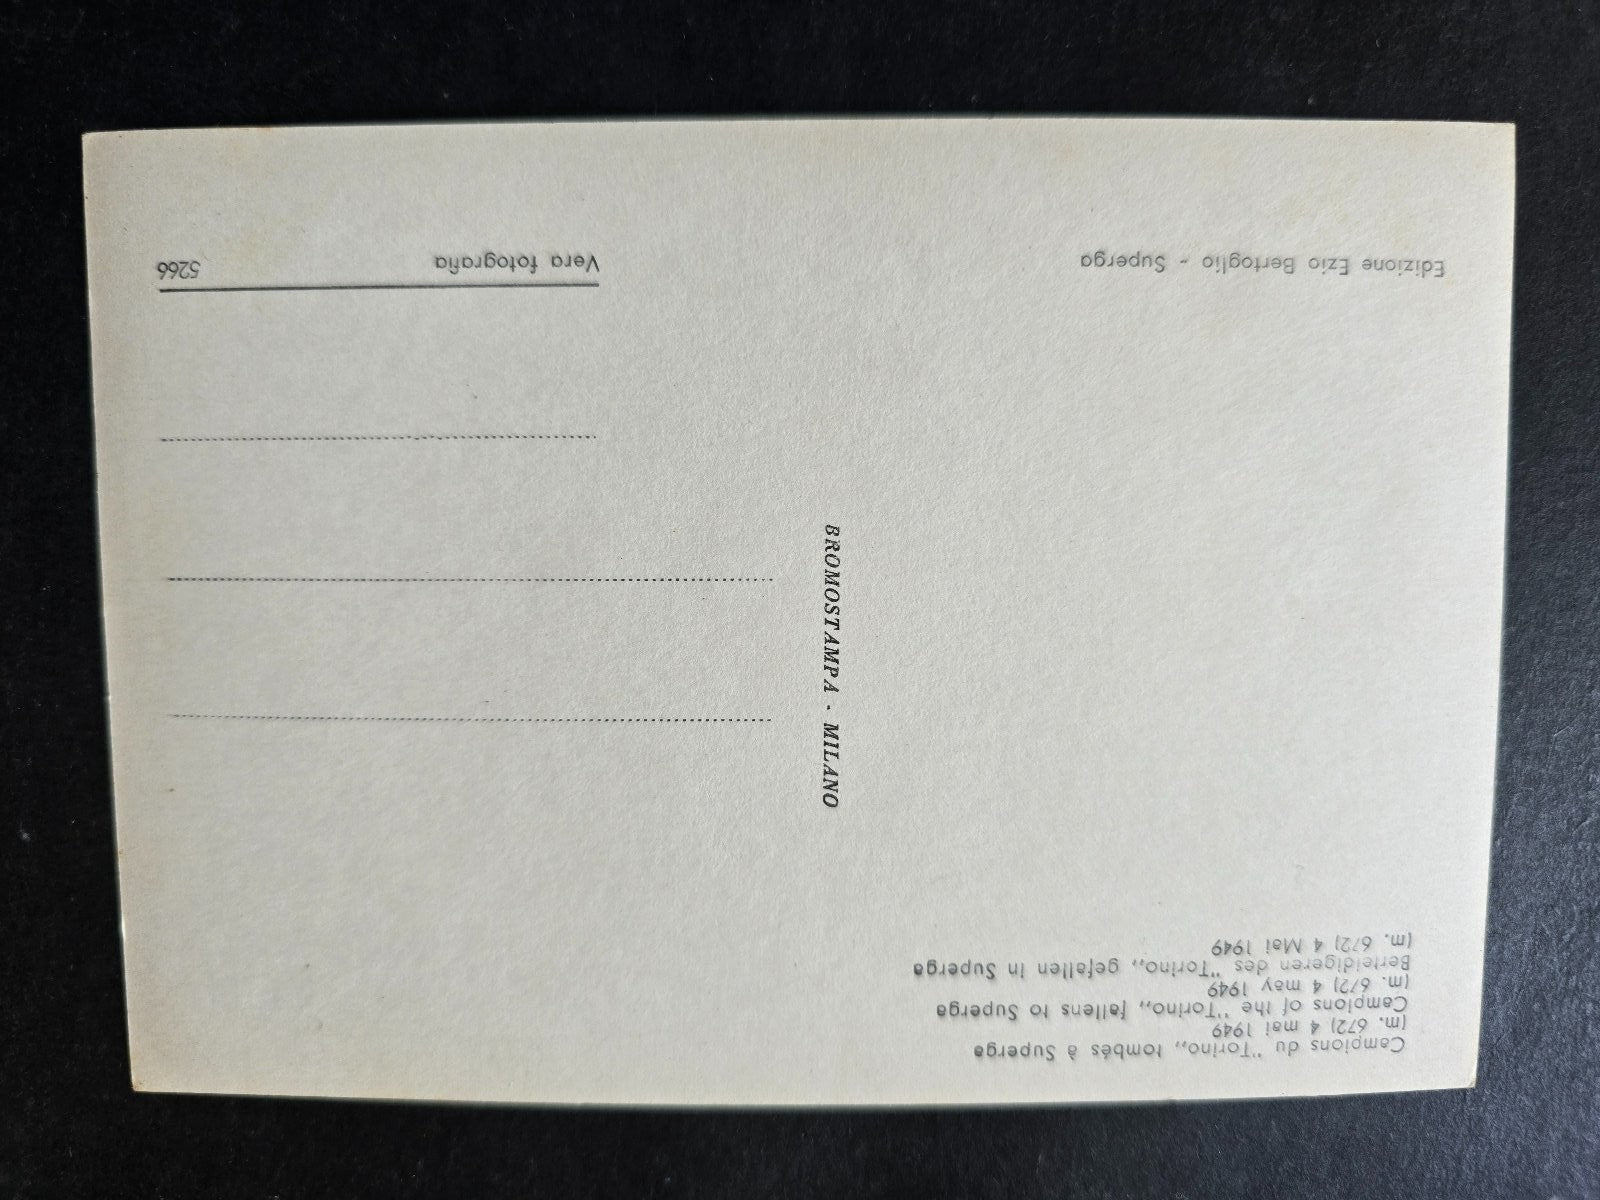 Campions du "Torino,, tombés à Superga
(m. 672) 4 mai 1949
Campions of the "Torino,, fallens to Superga
(m. 672) 4 may 1949
Berteidigeren des "Torino,, gefallen in Superga
(m. 672) 4 Mai 1949
BROMOSTAMPA - MILANO
Edizione Ezio Bertoglio - Superga
Vera fotografia 5266